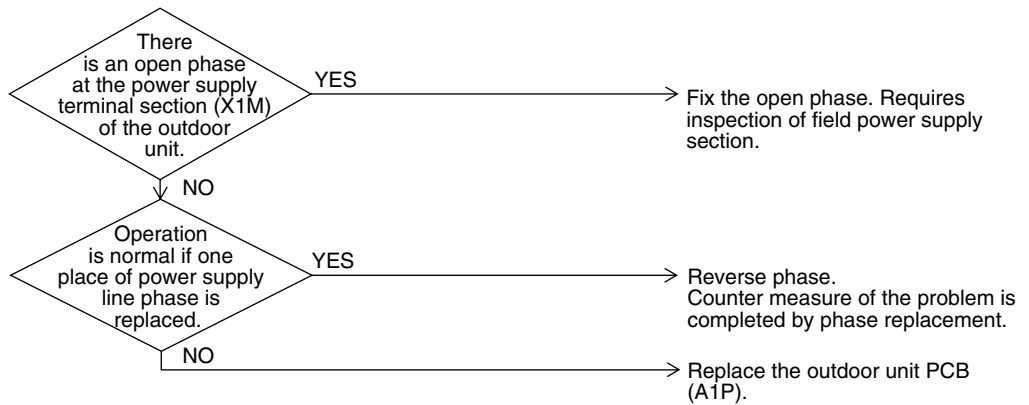 There
is an open phase
at the power supply
terminal section (X1M)
of the outdoor
unit.
YES
Fix the open phase. Requires
inspection of field power supply
section.
NO
Operation
is normal if one
place of power supply
line phase is
replaced.
YES
Reverse phase.
Counter measure of the problem is
completed by phase replacement.
NO
Replace the outdoor unit PCB
(A1P).